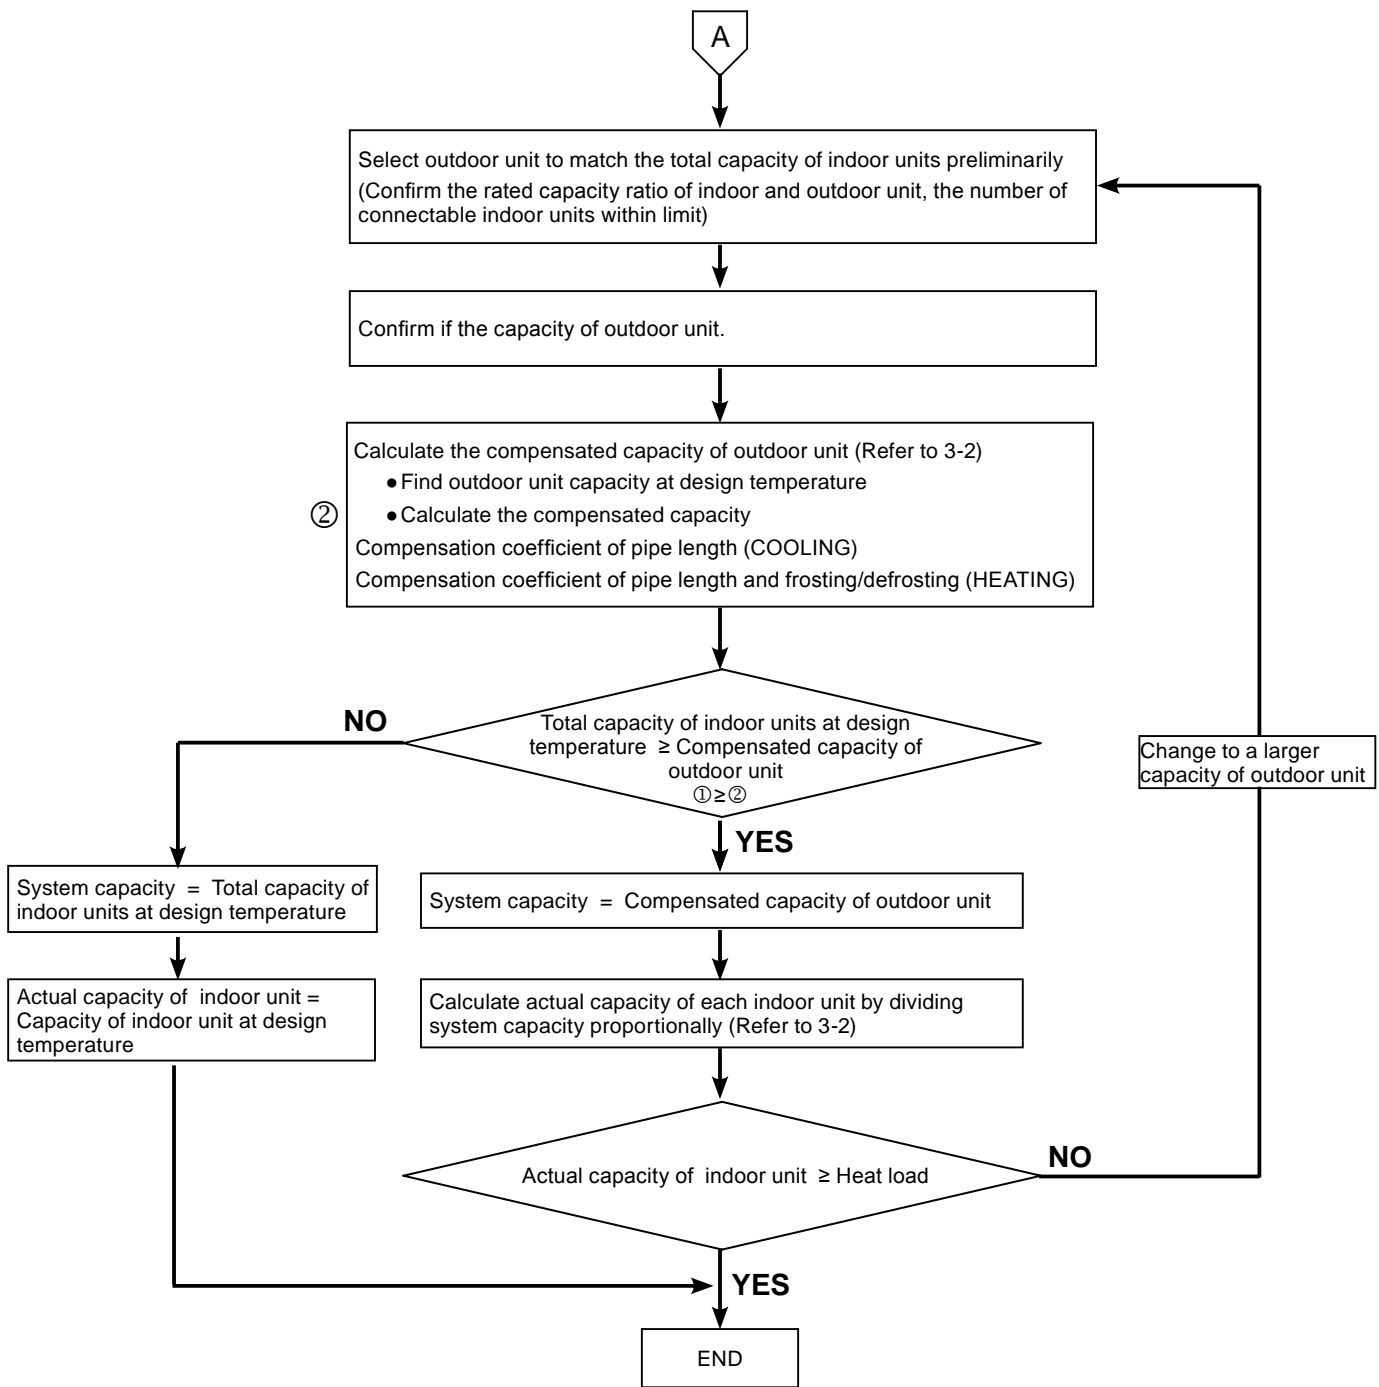 A
Select outdoor unit to match the total capacity of indoor units preliminarily
(Confirm the rated capacity ratio of indoor and outdoor unit, the number of
connectable indoor units within limit)
Confirm if the capacity of outdoor unit.
②
Calculate the compensated capacity of outdoor unit (Refer to 3-2)
●Find outdoor unit capacity at design temperature
●Calculate the compensated capacity
Compensation coefficient of pipe length (COOLING)
Compensation coefficient of pipe length and frosting/defrosting (HEATING)
NO
Total capacity of indoor units at design
temperature ≥ Compensated capacity of
outdoor unit
①≥②
Change to a larger
capacity of outdoor unit
YES
System capacity = Total capacity of
indoor units at design temperature
System capacity = Compensated capacity of outdoor unit
Actual capacity of indoor unit =
Capacity of indoor unit at design
temperature
Calculate actual capacity of each indoor unit by dividing
system capacity proportionally (Refer to 3-2)
Actual capacity of indoor unit ≥ Heat load
NO
YES
END